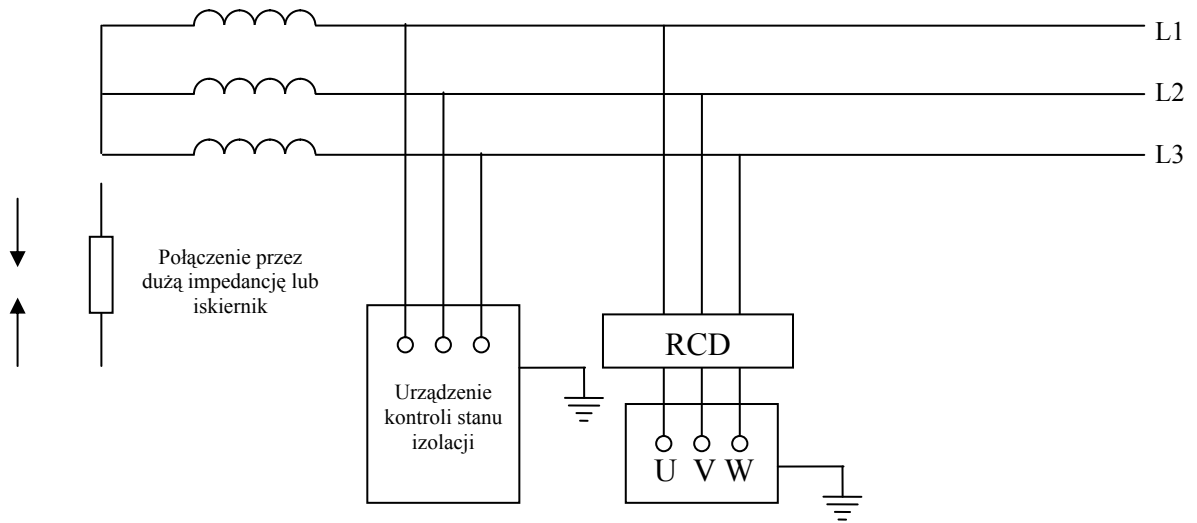 L1
L2
L3
Połączenie przez
dużą impedancję lub
iskiernik
RCD
Urządzenie
kontroli stanu
izolacji
U V W